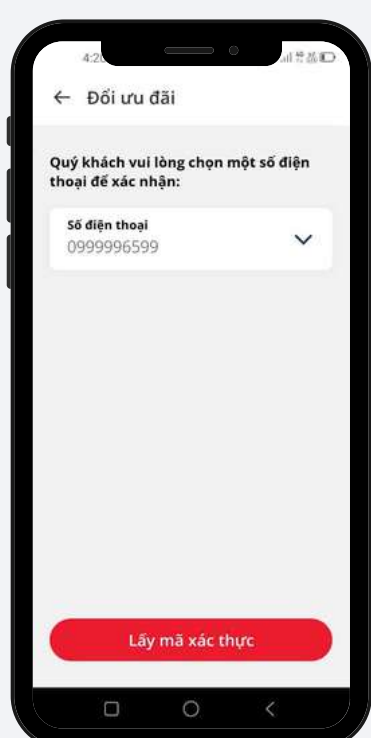 ← Đổi ưu đãi
Quý khách vui lòng chọn một số điện
thoại để xác nhận:
Số điện thoại
0999996599
Lấy mã xác thực